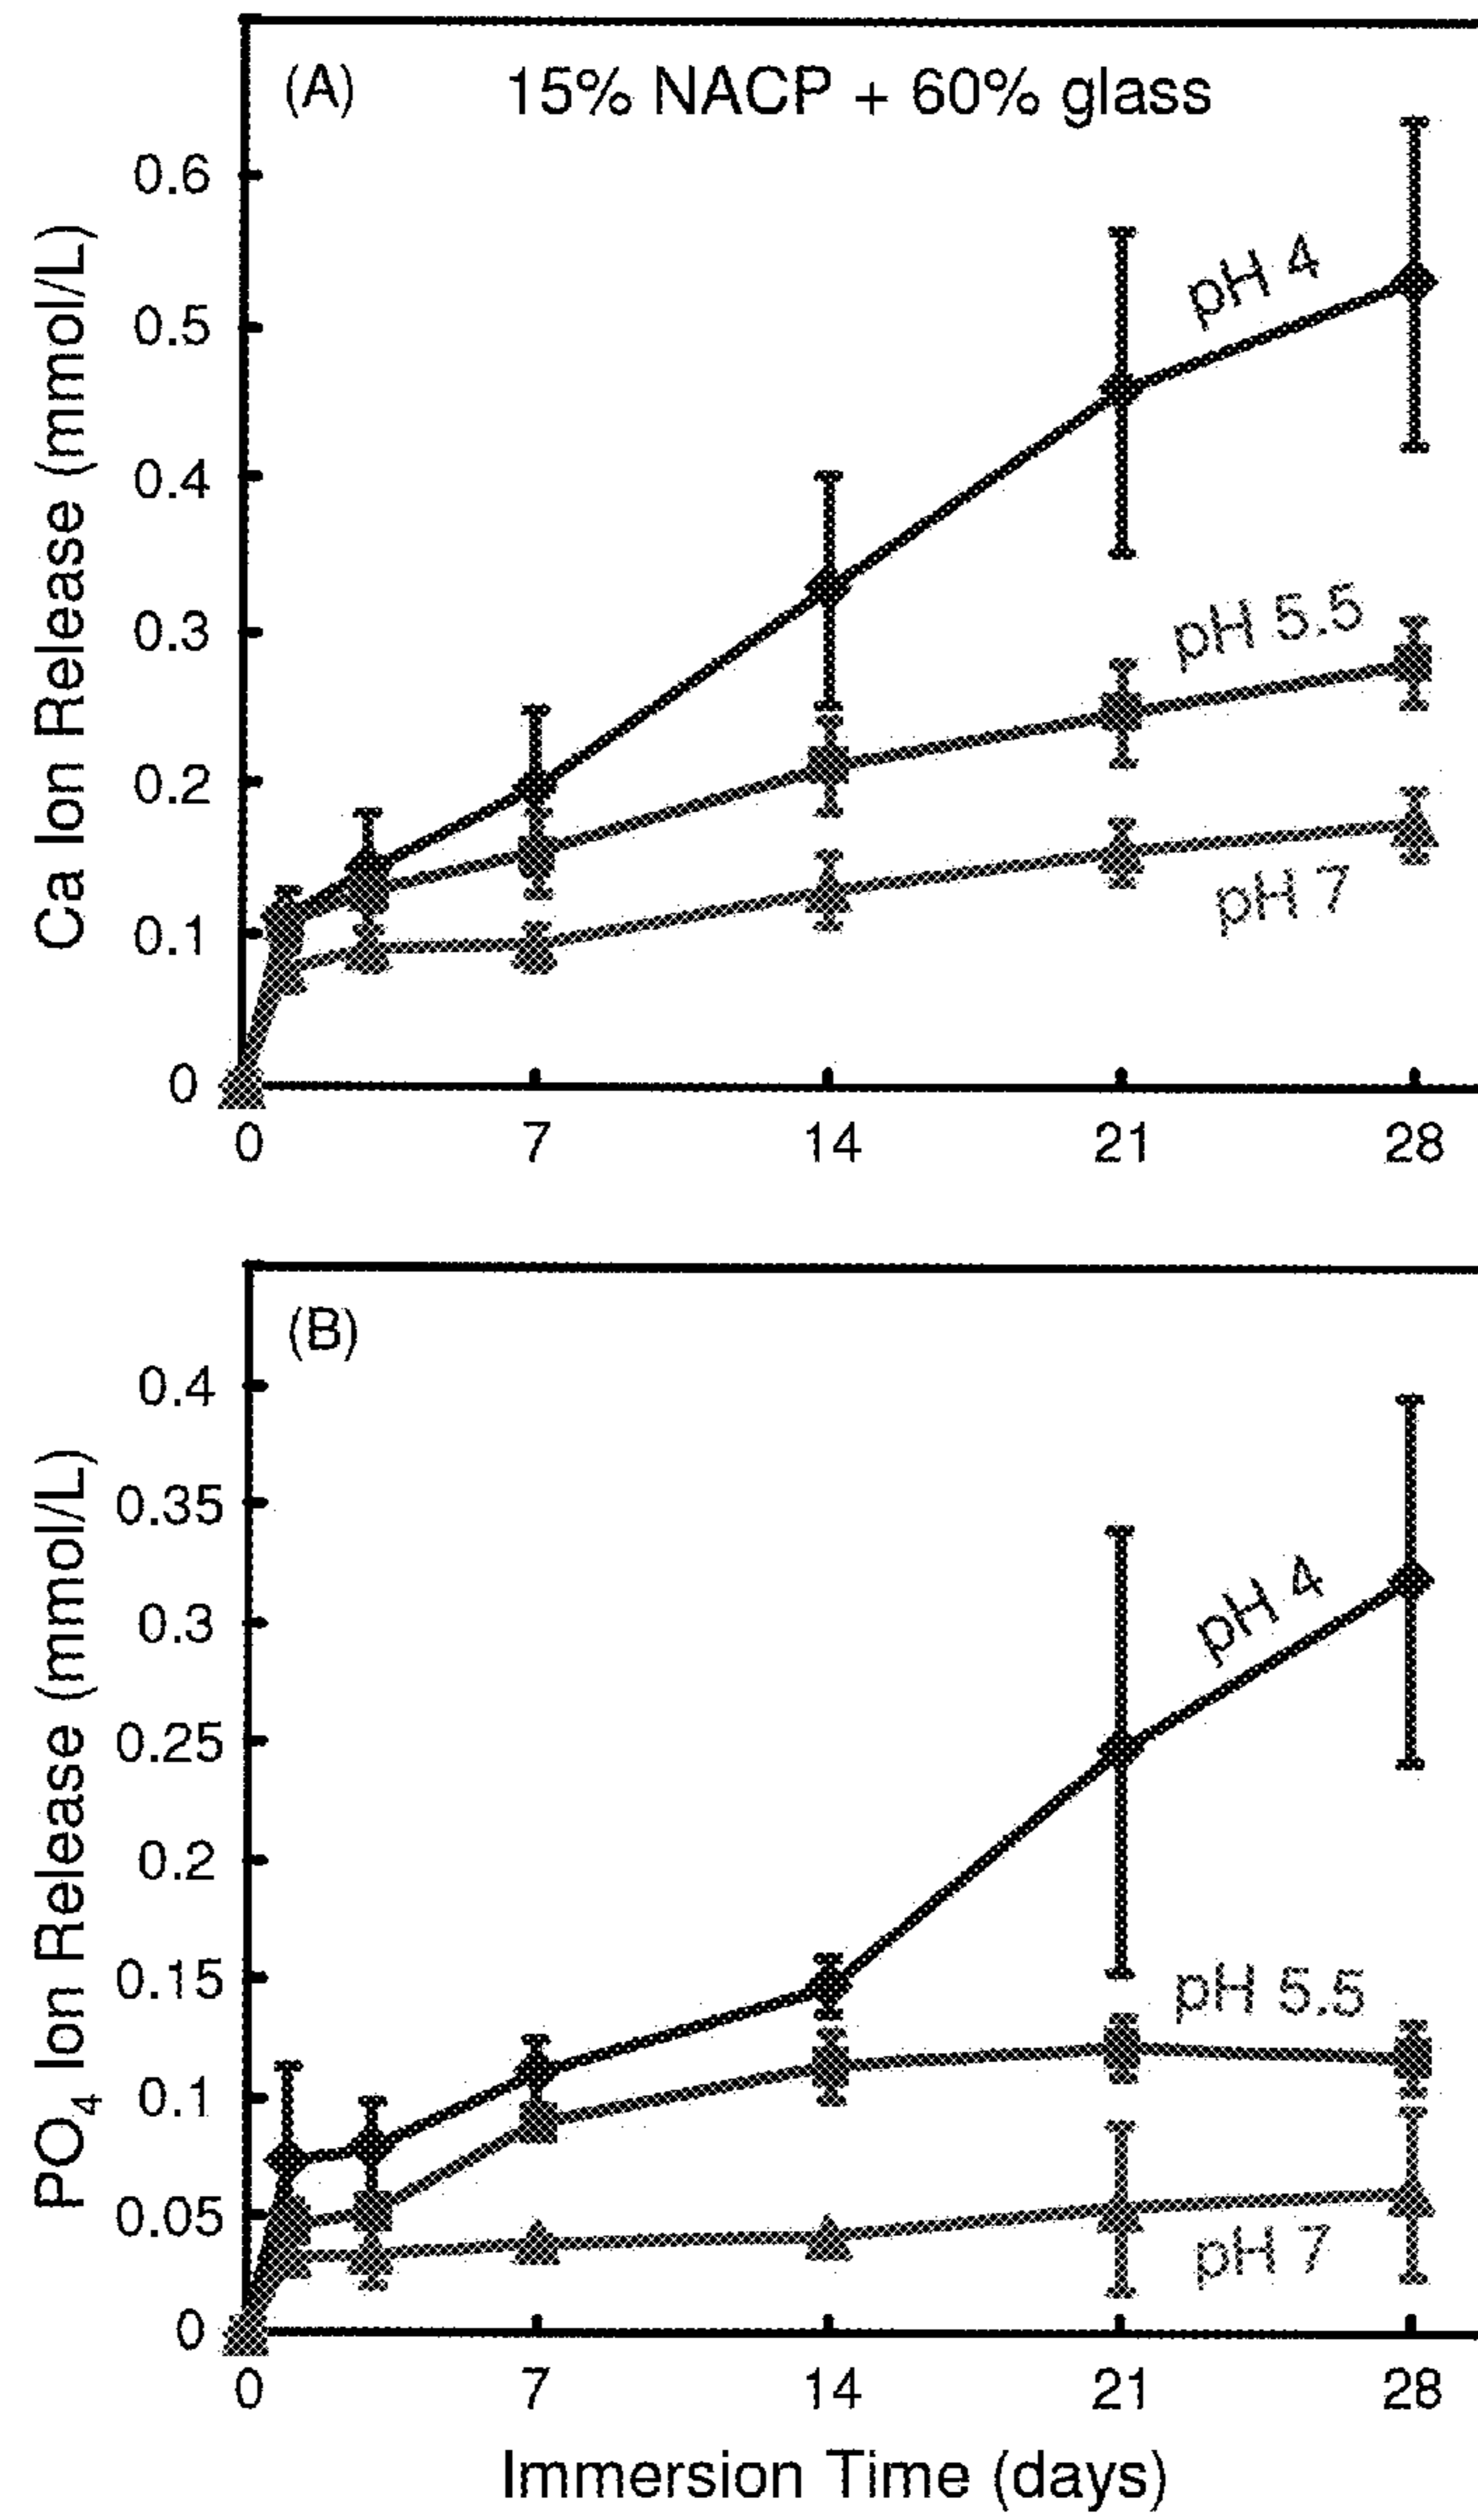 (A) 15% NACP + 60% glass
Ca Ion Release (mmol/L)
0.6
0.5
0.4
0.3
0.2
0.1
0
pH 4
pH 5.5
pH 7
0 7 14 21 28
(B)
PO4 Ion Release (mmol/L)
0.4
0.35
0.3
0.25
0.2
0.15
0.1
0.05
0
pH 4
pH 5.5
pH 7
0 7 14 21 28
Immersion Time (days)